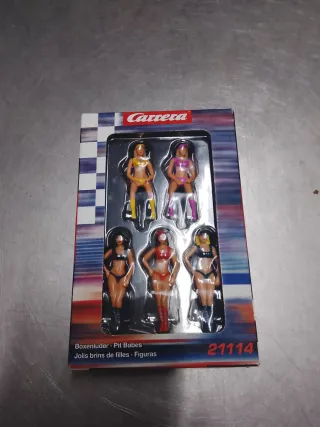 Carrera
Boxenluder · Pit Babes
Jolis brins de filles · Figuras
21114